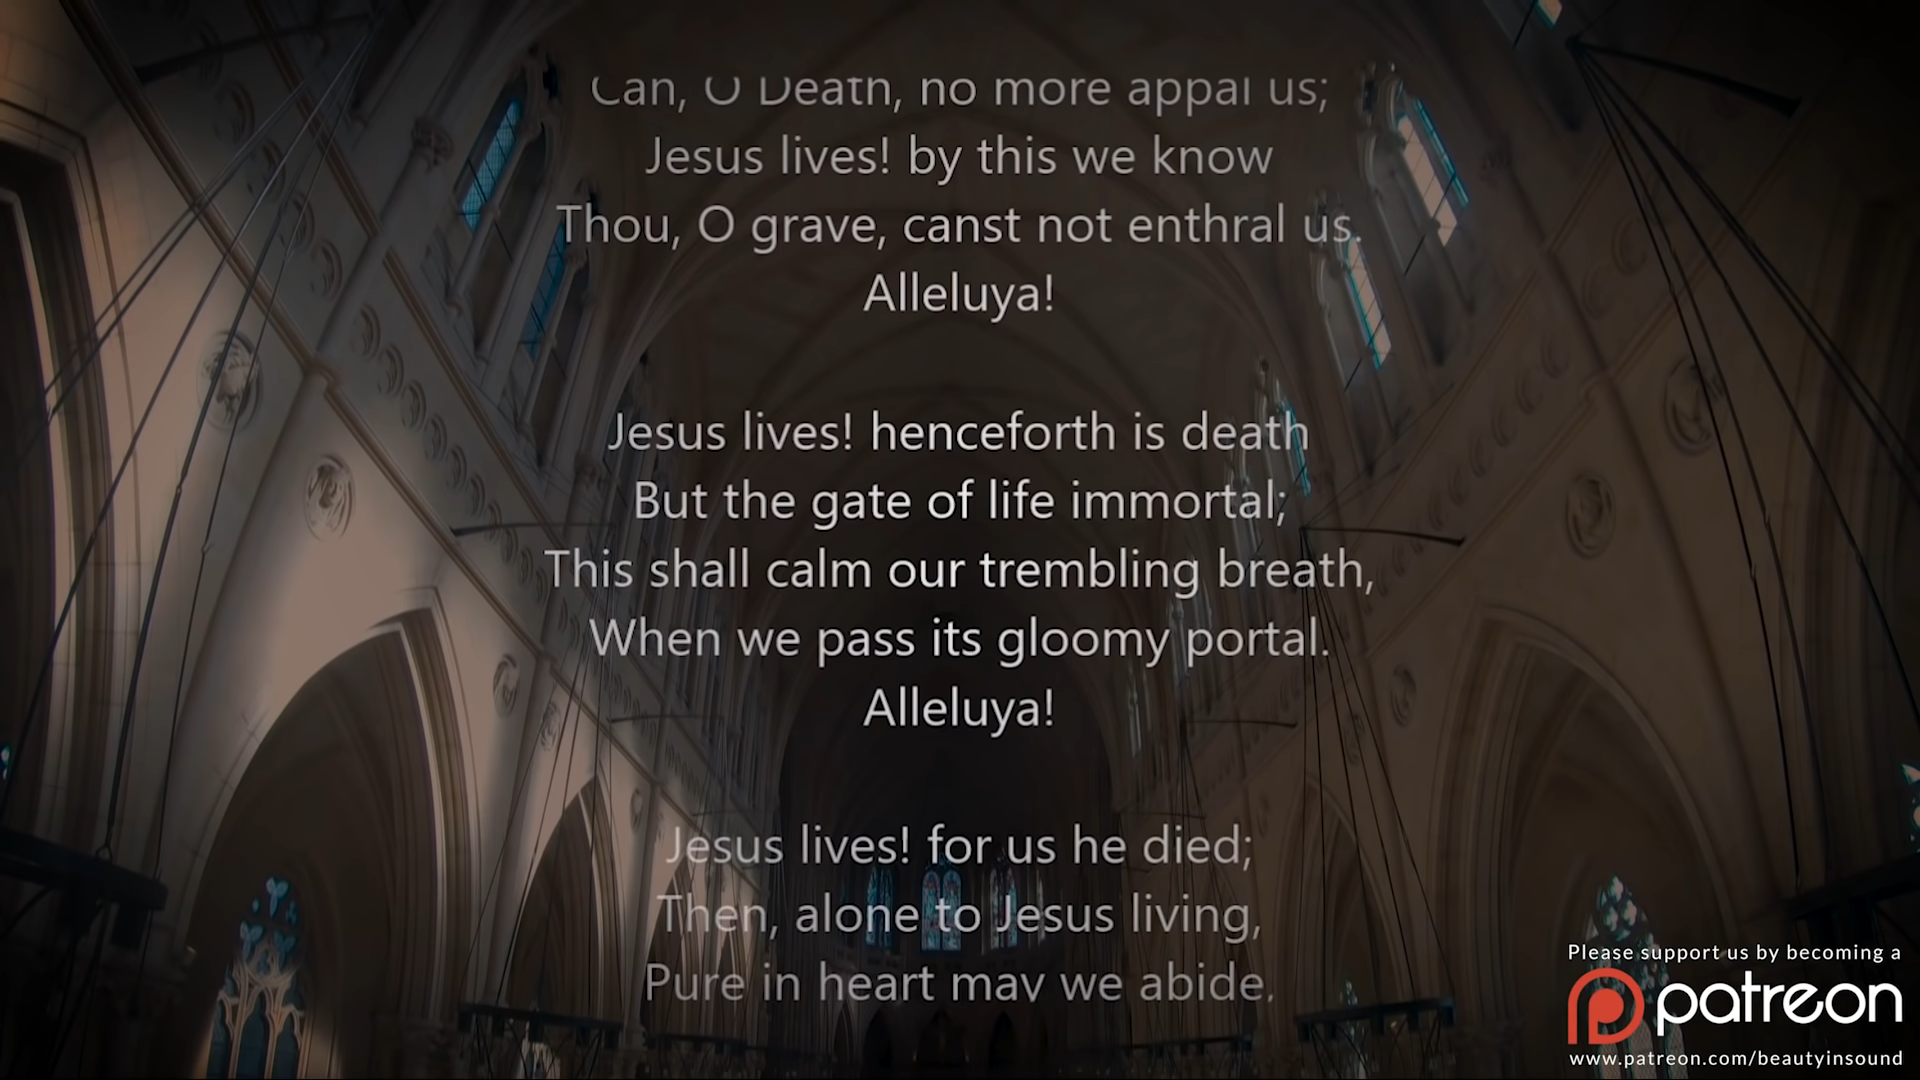 Can, O Death, no more appal us;
Jesus lives! by this we know
Thou, O grave, canst not enthral us.
Alleluya!
Jesus lives! henceforth is death
But the gate of life immortal;
This shall calm our trembling breath,
When we pass its gloomy portal.
Alleluya!
Jesus lives! for us he died;
Then, alone to Jesus living,
Pure in heart may we abide,
Please support us by becoming a
patreon
www.patreon.com/beautyinsound